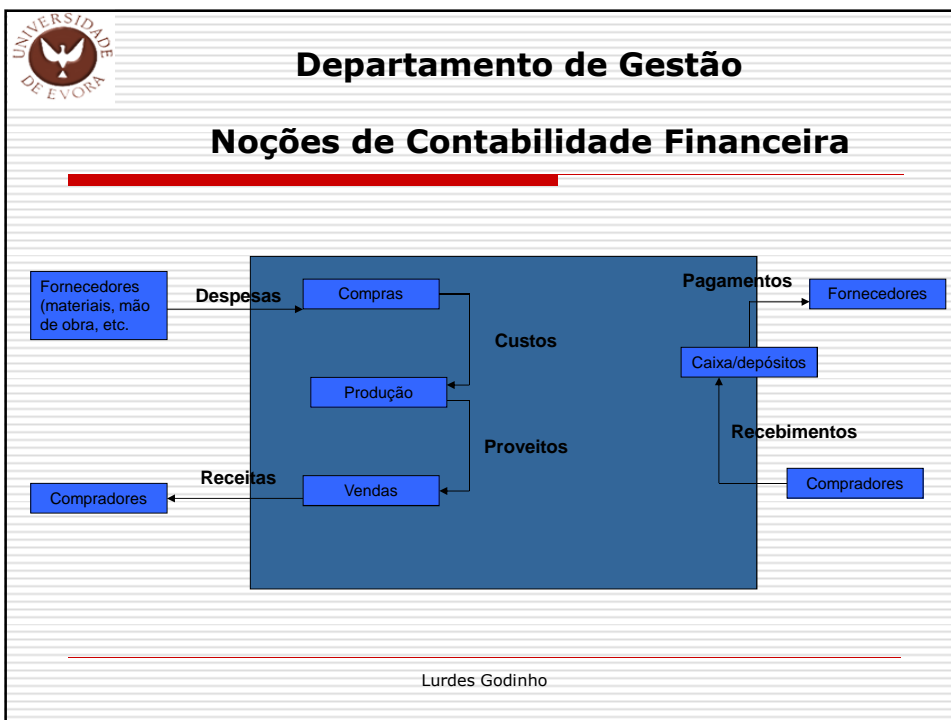 UNIVERSIDADE
DE EVORA
Departamento de Gestão
Noções de Contabilidade Financeira
Fornecedores
(materiais, mão
de obra, etc.
Despesas
Compras
Custos
Produção
Proveitos
Receitas
Vendas
Compradores
Pagamentos
Fornecedores
Caixa/depósitos
Recebimentos
Compradores
Lurdes Godinho